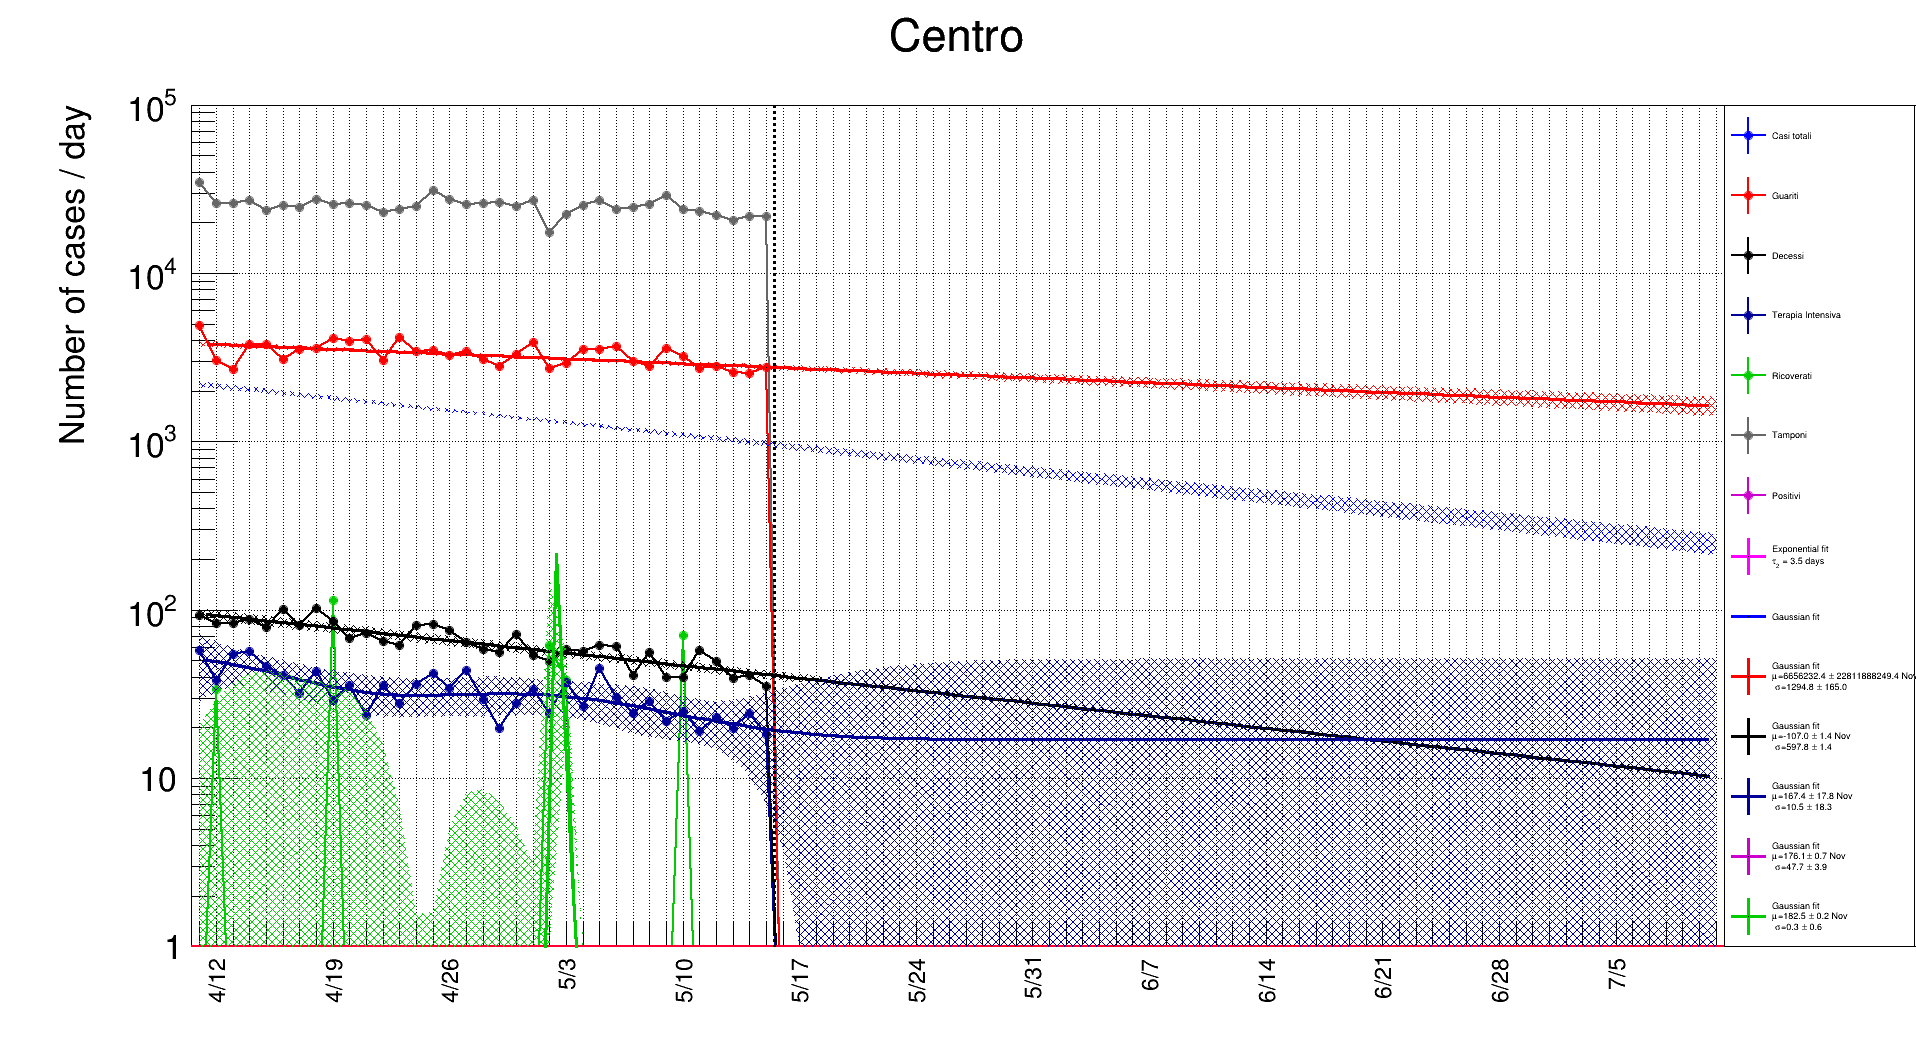 Centro
Number of cases / day
10^5
10^4
10^3
10^2
10
1
4/12
4/19
4/26
5/3
5/10
5/17
5/24
5/31
6/7
6/14
6/21
6/28
7/5
Casi totali
Guariti
Decessi
Terapia Intensiva
Ricoverati
Tamponi
Positivi
Exponential fit
τ₂ = 3.5 days
Gaussian fit
Gaussian fit
μ=6656232.4 ± 22811888249.4 Nov
σ=1294.8 ± 165.0
Gaussian fit
μ=-107.0 ± 1.4 Nov
σ=597.8 ± 1.4
Gaussian fit
μ=167.4 ± 17.8 Nov
σ=10.5 ± 18.3
Gaussian fit
μ=176.1 ± 0.7 Nov
σ=47.7 ± 3.9
Gaussian fit
μ=182.5 ± 0.2 Nov
σ=0.3 ± 0.6